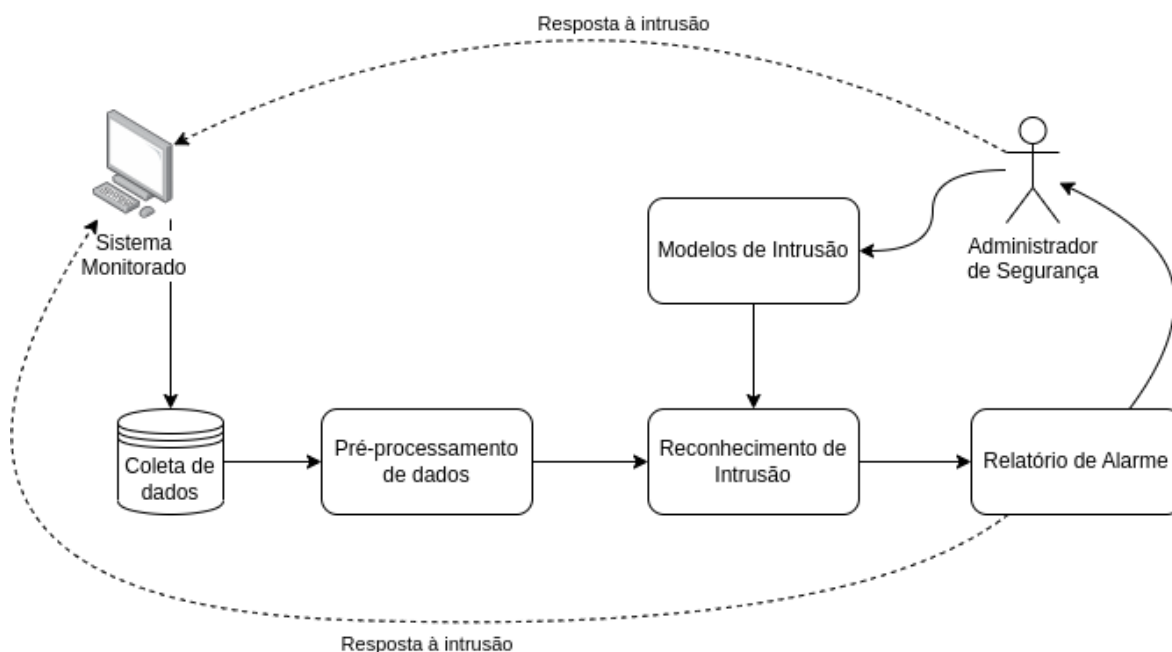 Resposta à intrusão
Sistema
Monitorado
Modelos de Intrusão
Administrador
de Segurança
Coleta de
dados
Pré-processamento
de dados
Reconhecimento de
Intrusão
Relatório de Alarme
Resposta à intrusão